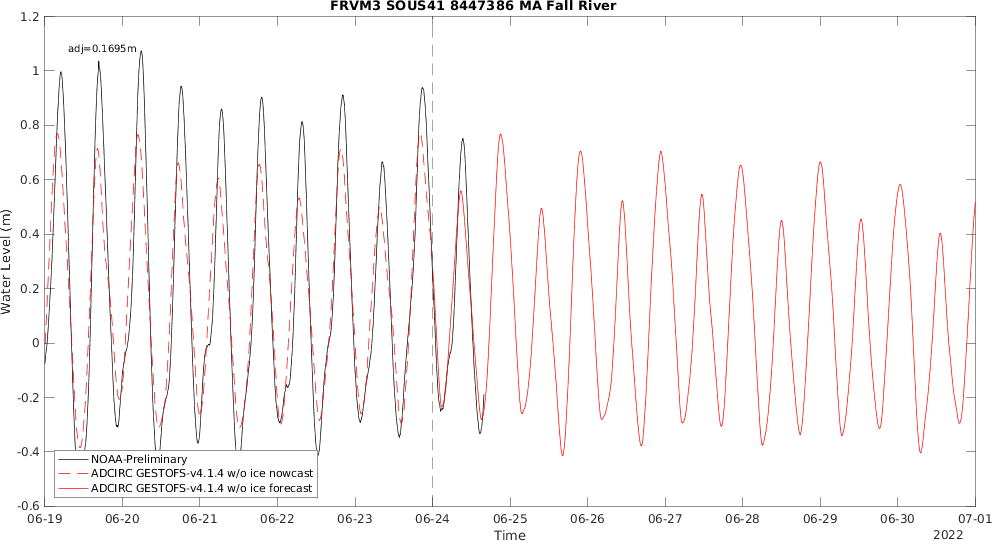 FRVM3 SOUS41 8447386 MA Fall River
adj=0.1695m
Water Level (m)
1.2
1
0.8
0.6
0.4
0.2
0
-0.2
-0.4
-0.6
NOAA-Preliminary
ADCIRC GESTOFS-v4.1.4 w/o ice nowcast
ADCIRC GESTOFS-v4.1.4 w/o ice forecast
06-19 06-20 06-21 06-22 06-23 06-24 06-25 06-26 06-27 06-28 06-29 06-30 07-01
Time
2022